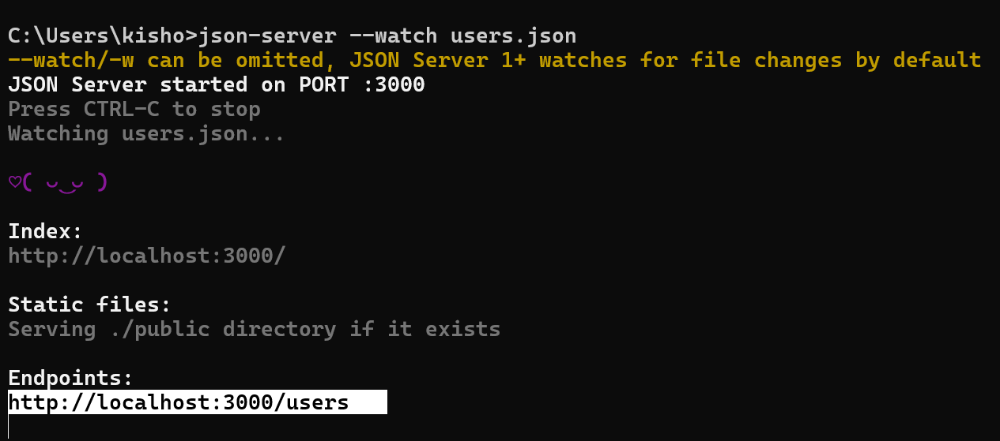 C:\Users\kisho>json-server --watch users.json
--watch/-w can be omitted, JSON Server 1+ watches for file changes by default
JSON Server started on PORT :3000
Press CTRL-C to stop
Watching users.json...
♡( ᴗ‿ᴗ )
Index:
http://localhost:3000/
Static files:
Serving ./public directory if it exists
Endpoints:
http://localhost:3000/users